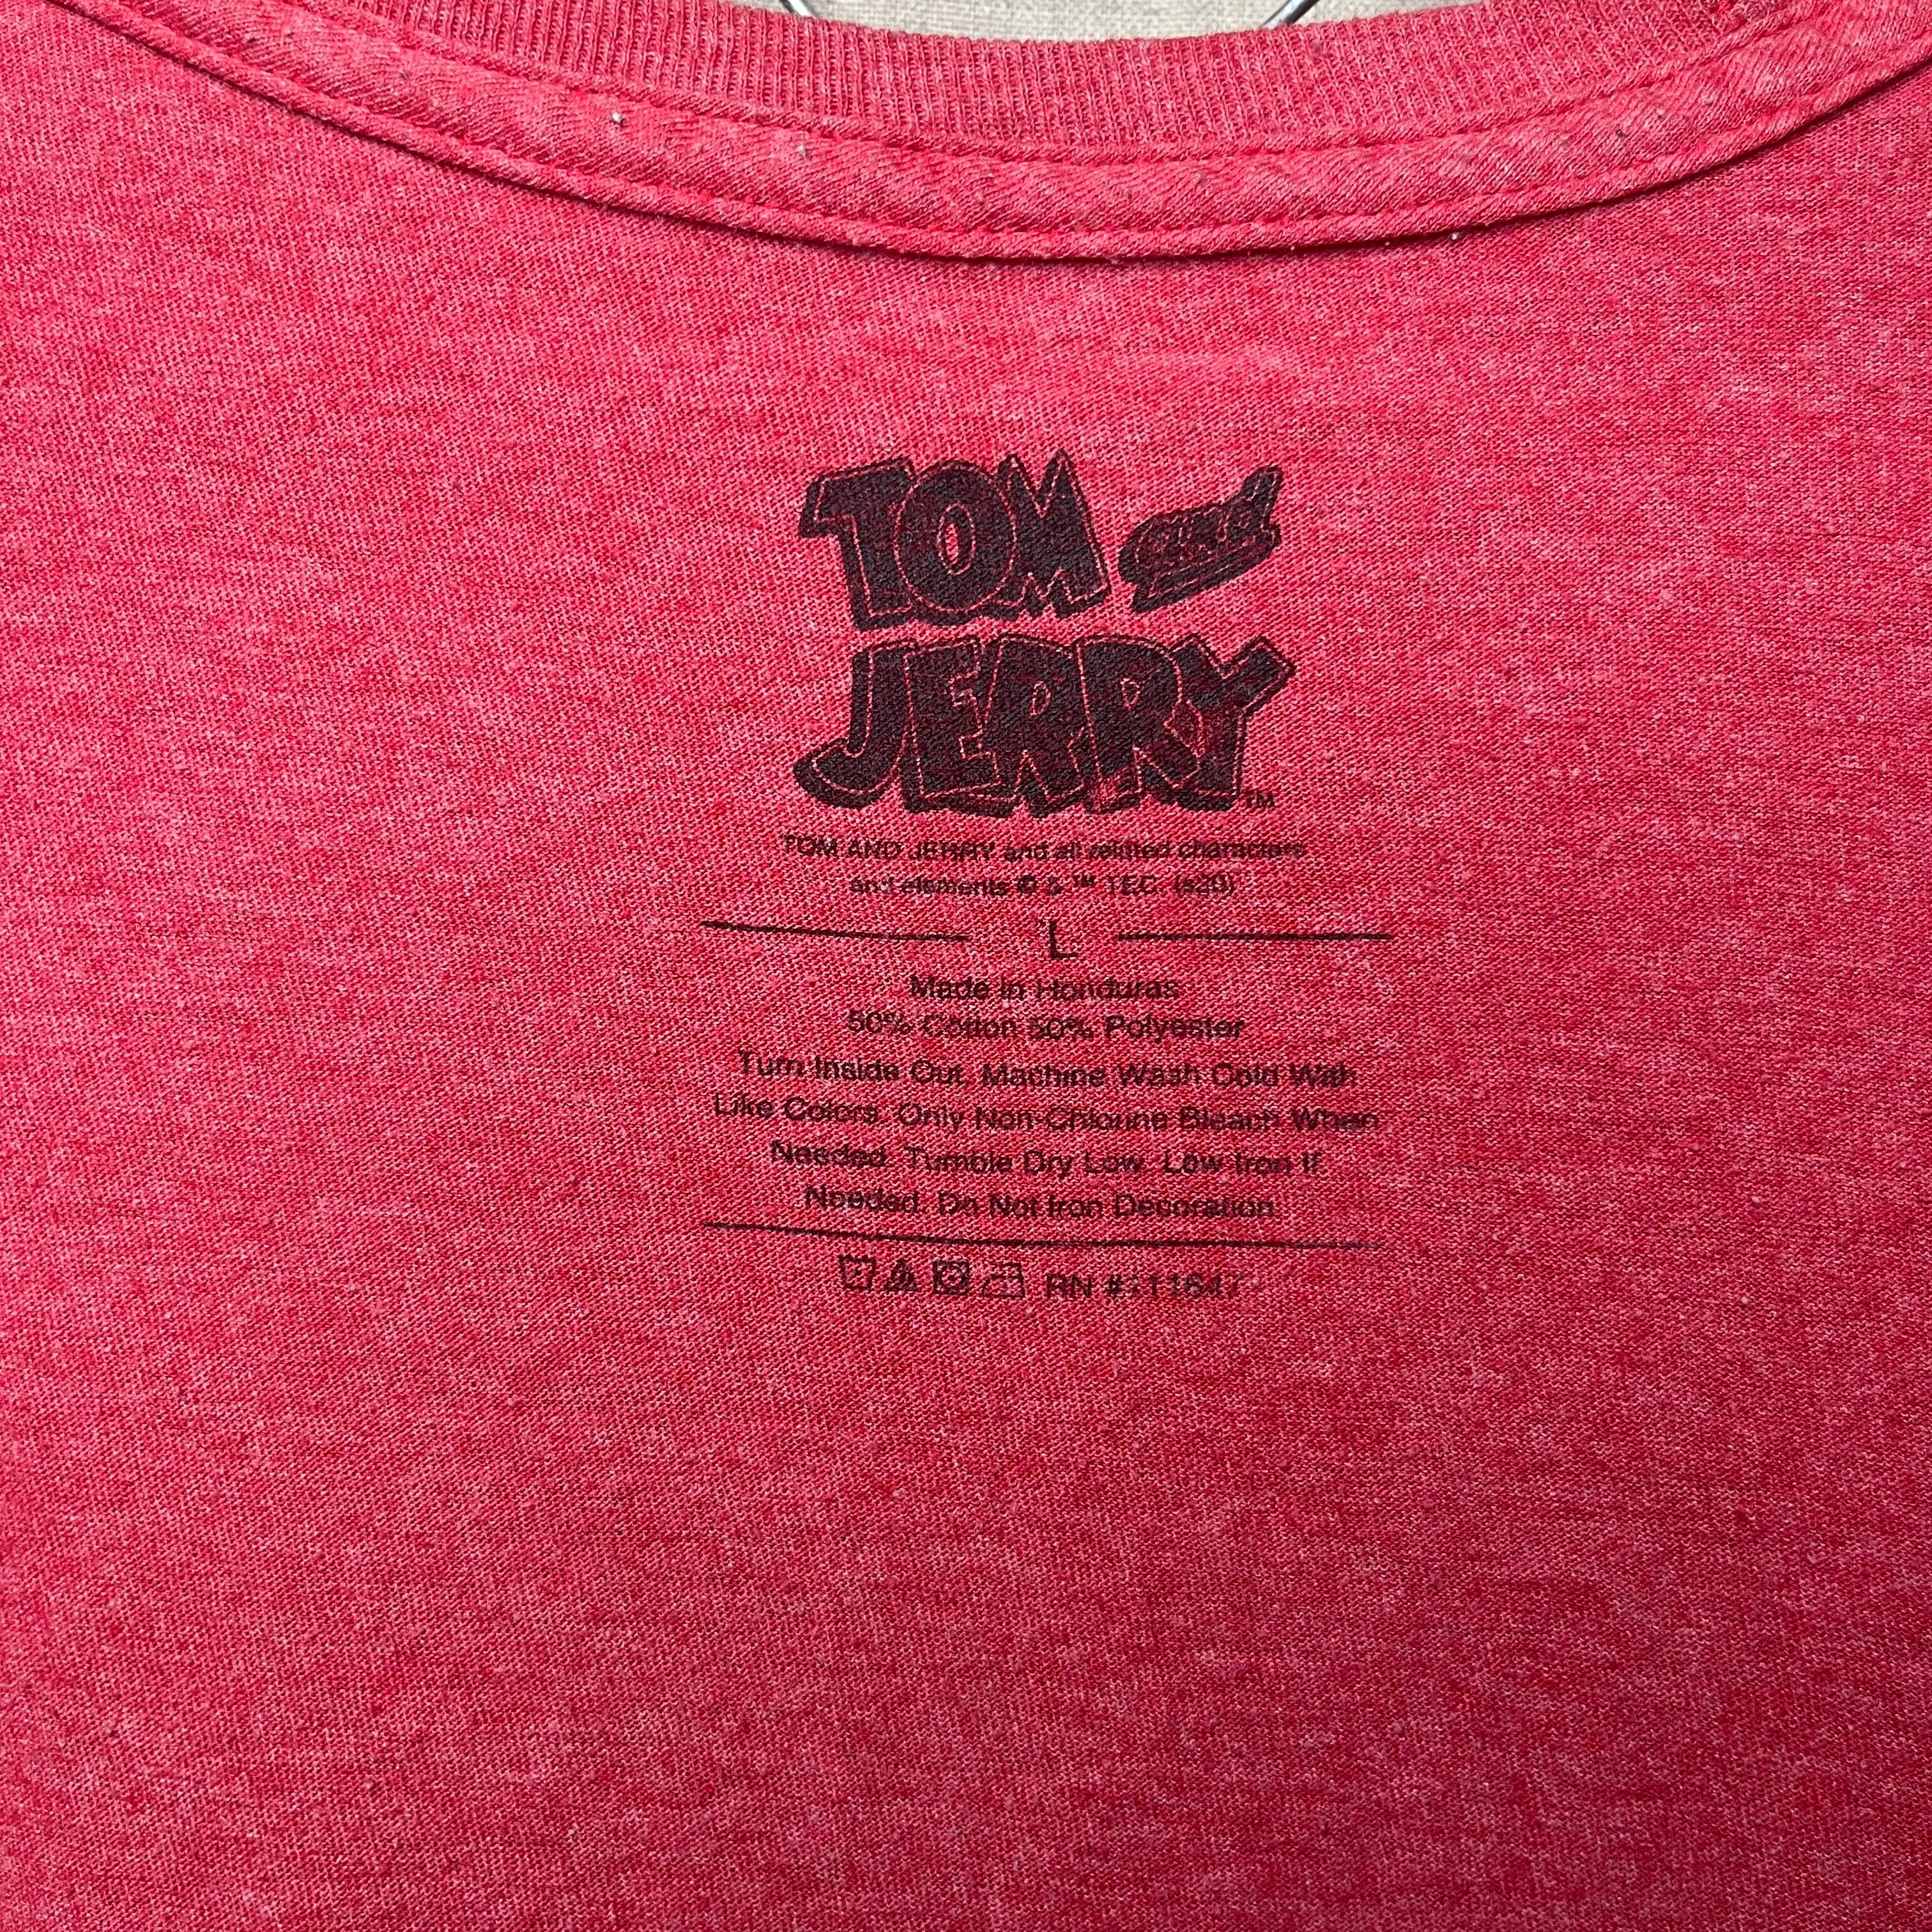 TOM and
JERRY TM
TOM AND JERRY and all related characters
and elements © & ™ TEC. (s20)
L
Made in Honduras
50% Cotton 50% Polyester
Turn Inside Out. Machine Wash Cold With
Like Colors. Only Non-Chlorine Bleach When
Needed. Tumble Dry Low. Low Iron If
Needed. Do Not Iron Decoration.
RN #111647